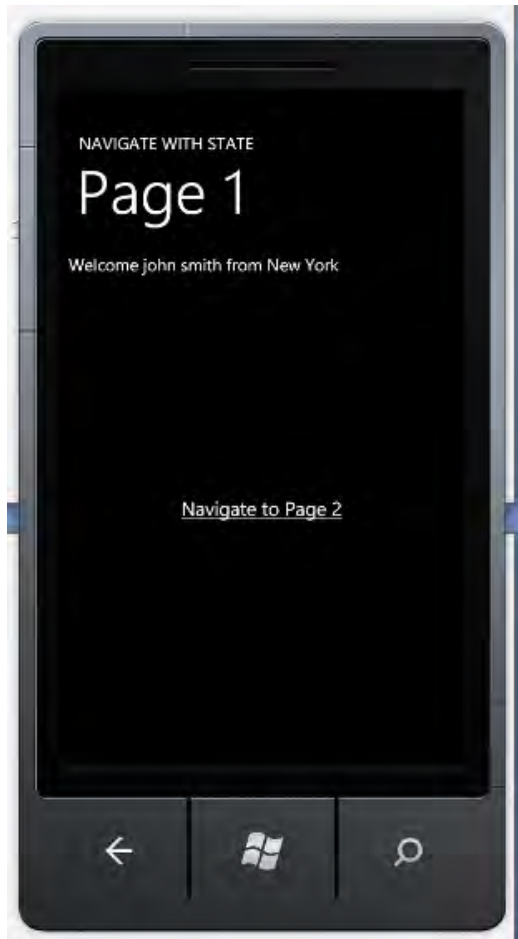 NAVIGATE WITH STATE
Page 1
Welcome john smith from New York
Navigate to Page 2